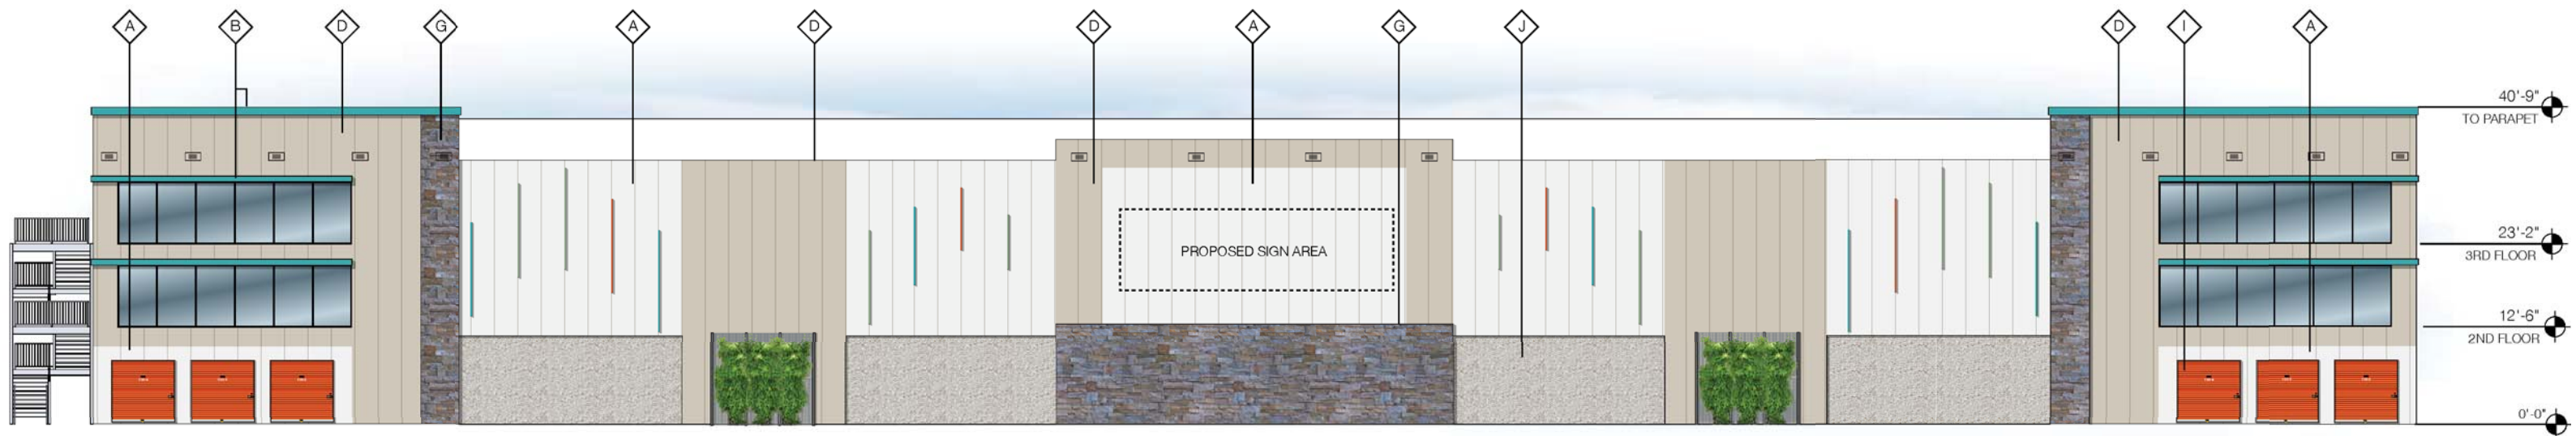 A B D G A D D A G J D I A
40'-9"
TO PARAPET
PROPOSED SIGN AREA
23'-2"
3RD FLOOR
12'-6"
2ND FLOOR
0'-0"